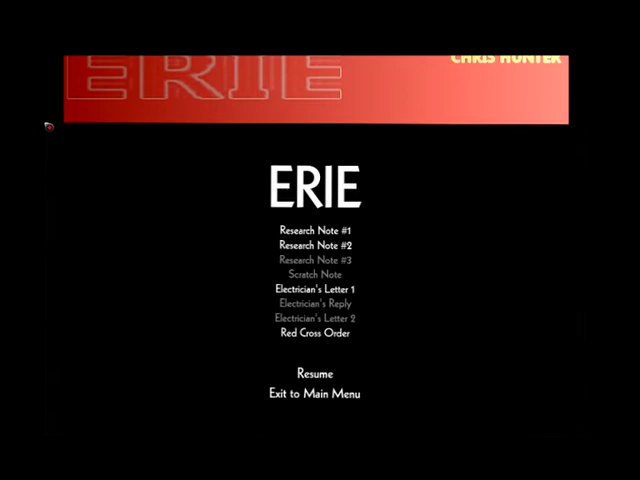 ERIE
CHRIS HUNTER
ERIE
Research Note #1
Research Note #2
Research Note #3
Scratch Note
Electrician's Letter 1
Electrician's Reply
Electrician's Letter 2
Red Cross Order
Resume
Exit to Main Menu